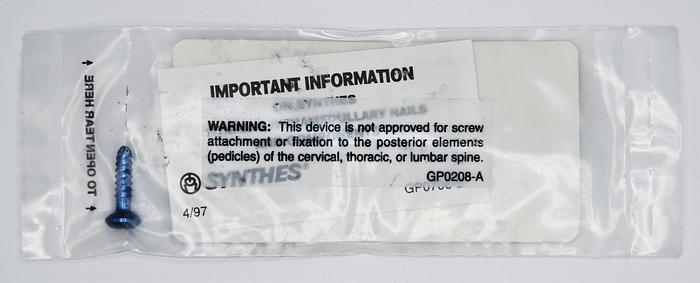 TO OPEN TEAR HERE
IMPORTANT INFORMATION
ON SYNTHES
INTRAMEDULLARY NAILS
WARNING: This device is not approved for screw
attachment or fixation to the posterior elements
(pedicles) of the cervical, thoracic, or lumbar spine.
SYNTHES®
GP0208-A
4/97